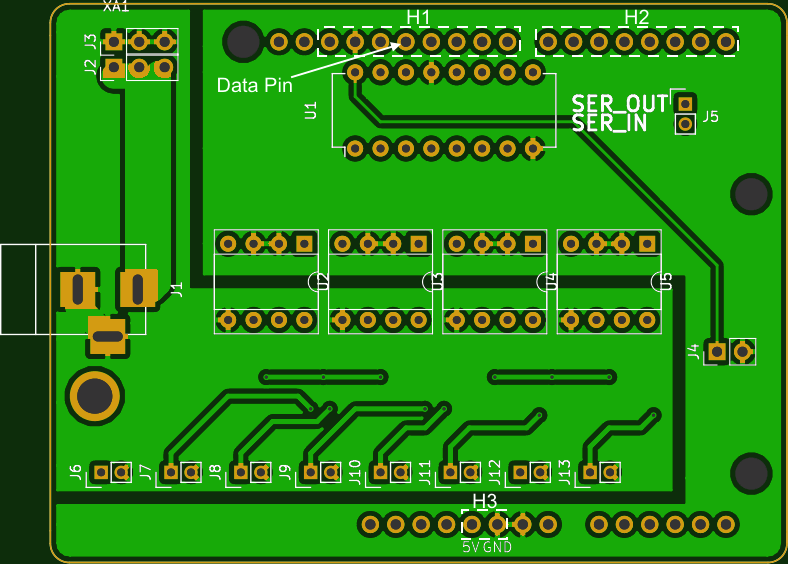 XA1
H1
H2
J3
J2
Data Pin
U1
SER_OUT
SER_IN
J5
J1
U2
U3
U4
U5
J4
J6
J7
J8
J9
J10
J11
J12
J13
H3
5V GND